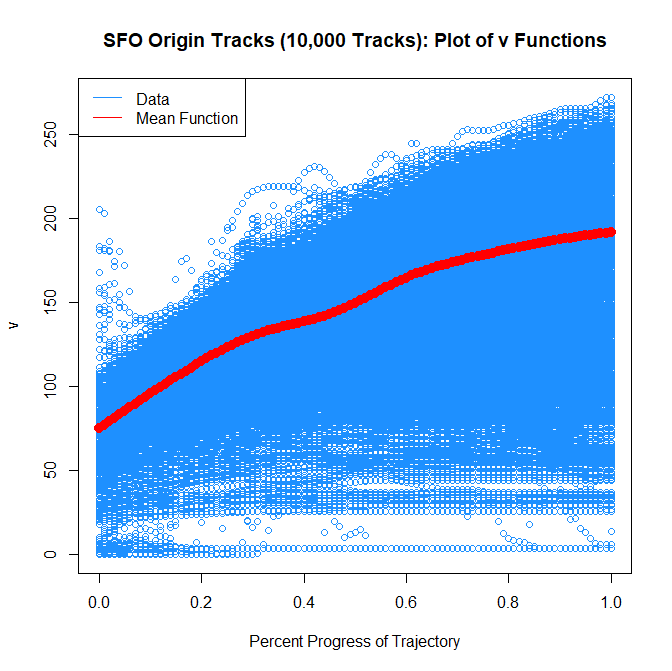 SFO Origin Tracks (10,000 Tracks): Plot of v Functions
Data
Mean Function
250
200
150
100
50
0
v
0.0 0.2 0.4 0.6 0.8 1.0
Percent Progress of Trajectory